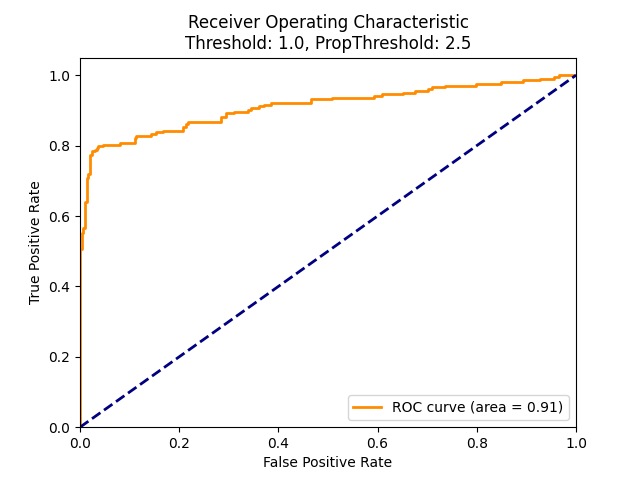 Receiver Operating Characteristic
Threshold: 1.0, PropThreshold: 2.5
True Positive Rate
1.0
0.8
0.6
0.4
0.2
0.0
ROC curve (area = 0.91)
0.0 0.2 0.4 0.6 0.8 1.0
False Positive Rate